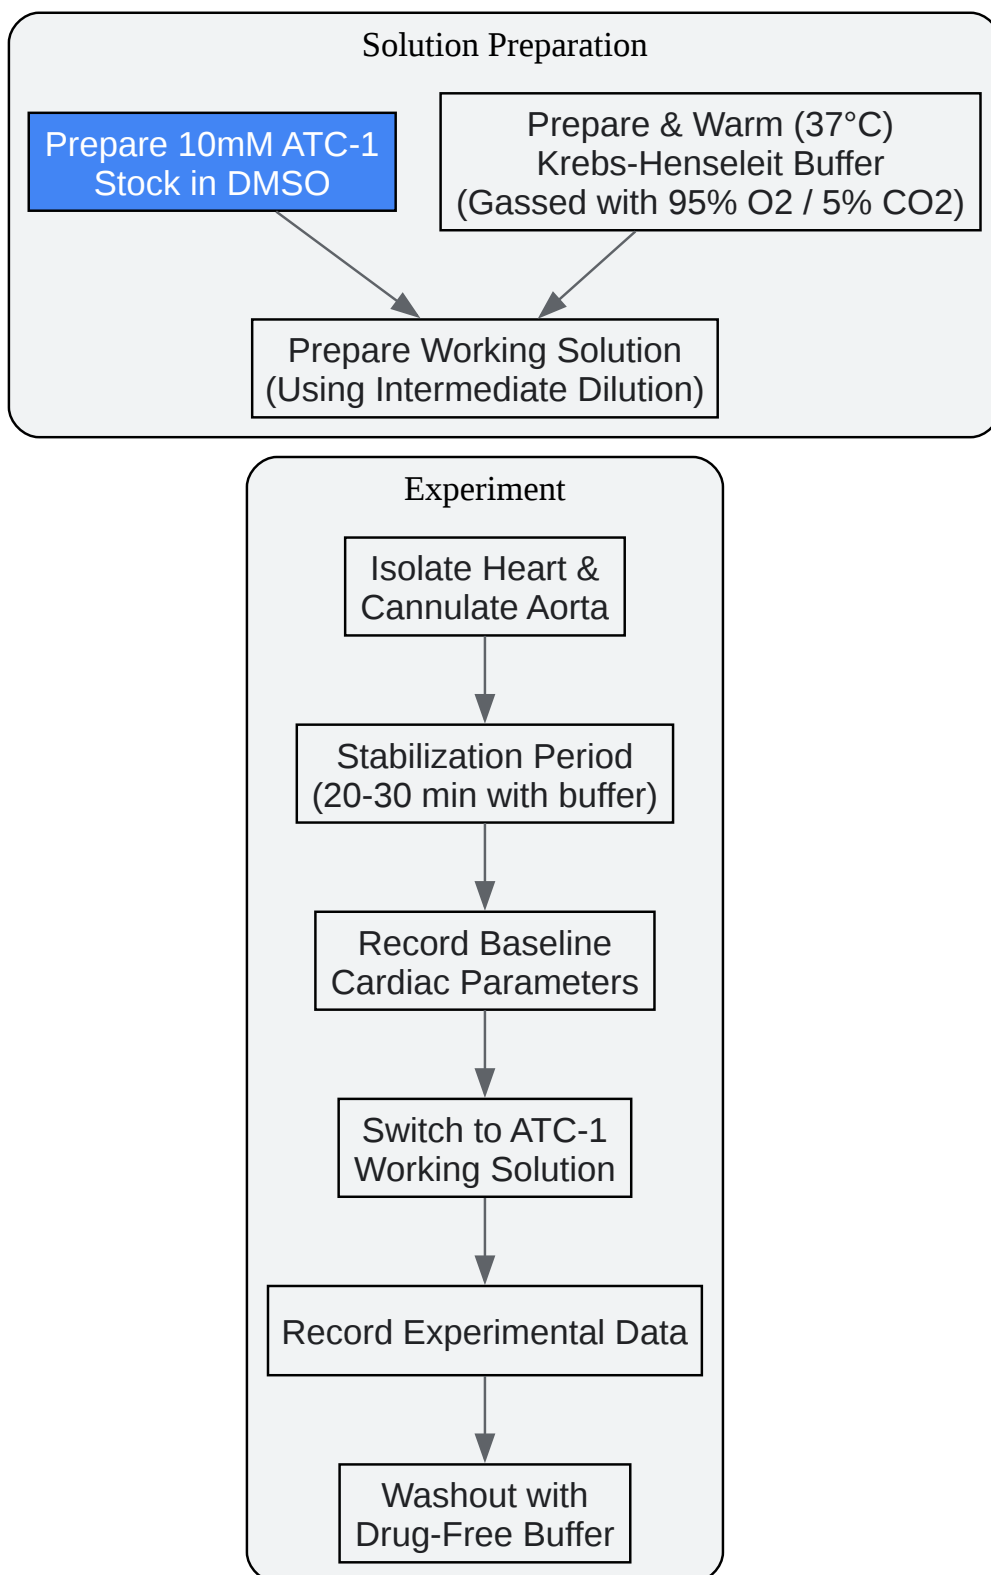 Solution Preparation
Prepare 10mM ATC-1
Stock in DMSO
Prepare & Warm (37°C)
Krebs-Henseleit Buffer
(Gassed with 95% O2 / 5% CO2)
Prepare Working Solution
(Using Intermediate Dilution)
Experiment
Isolate Heart &
Cannulate Aorta
Stabilization Period
(20-30 min with buffer)
Record Baseline
Cardiac Parameters
Switch to ATC-1
Working Solution
Record Experimental Data
Washout with
Drug-Free Buffer